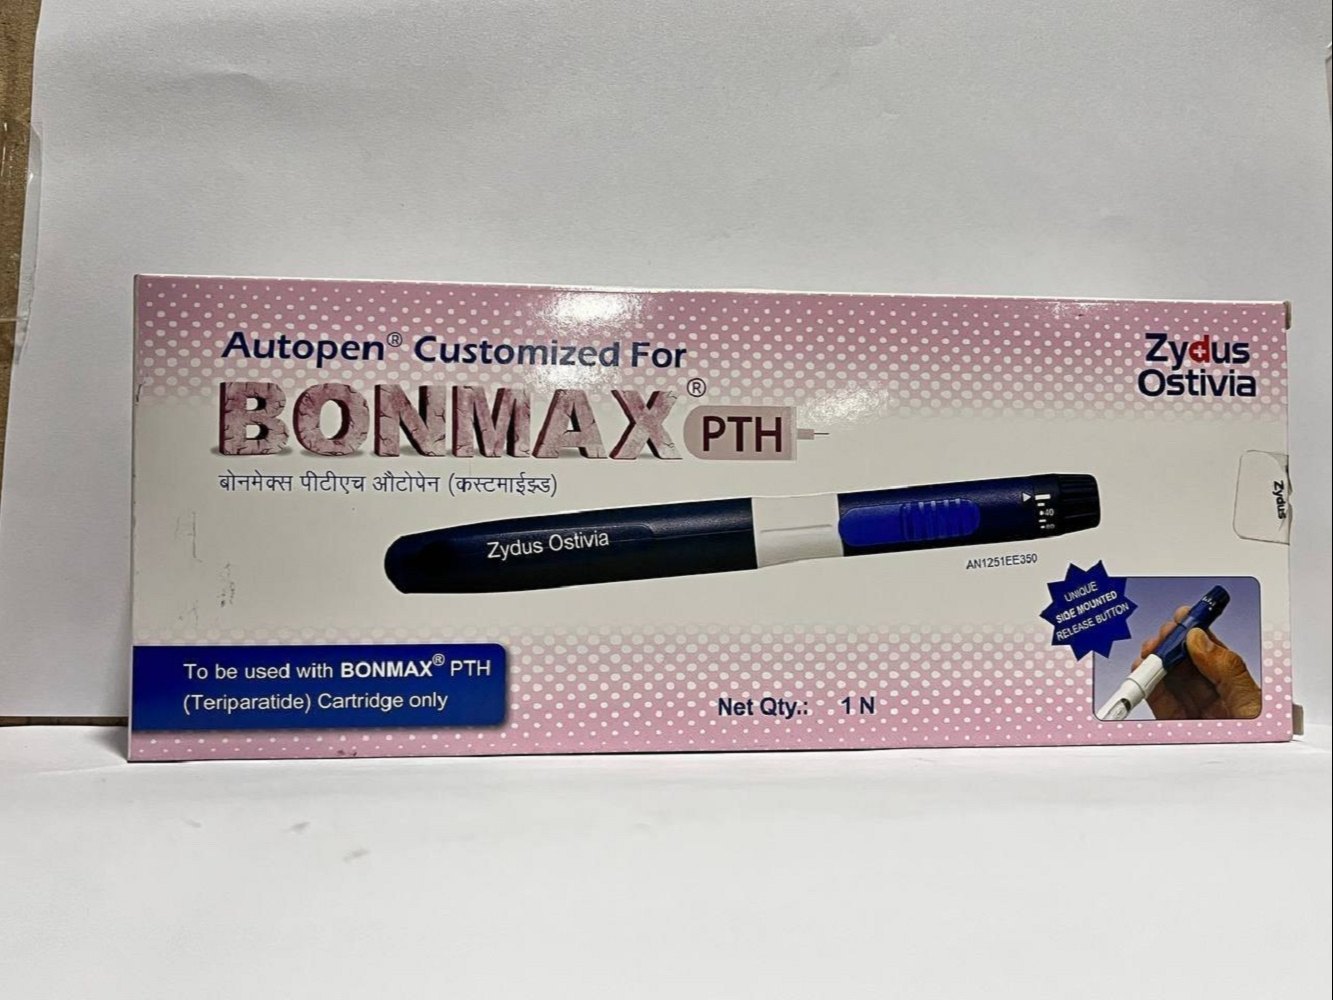 Autopen® Customized For
BONMAX® PTH
बोनमेक्स पीटीएच औटोपेन (कस्टमाईझ्ड)
Zydus
Ostivia
Zydus
Zydus Ostivia
AN1251EE350
UNIQUE
SIDE MOUNTED
RELEASE BUTTON
To be used with BONMAX® PTH
(Teriparatide) Cartridge only
Net Qty.: 1 N